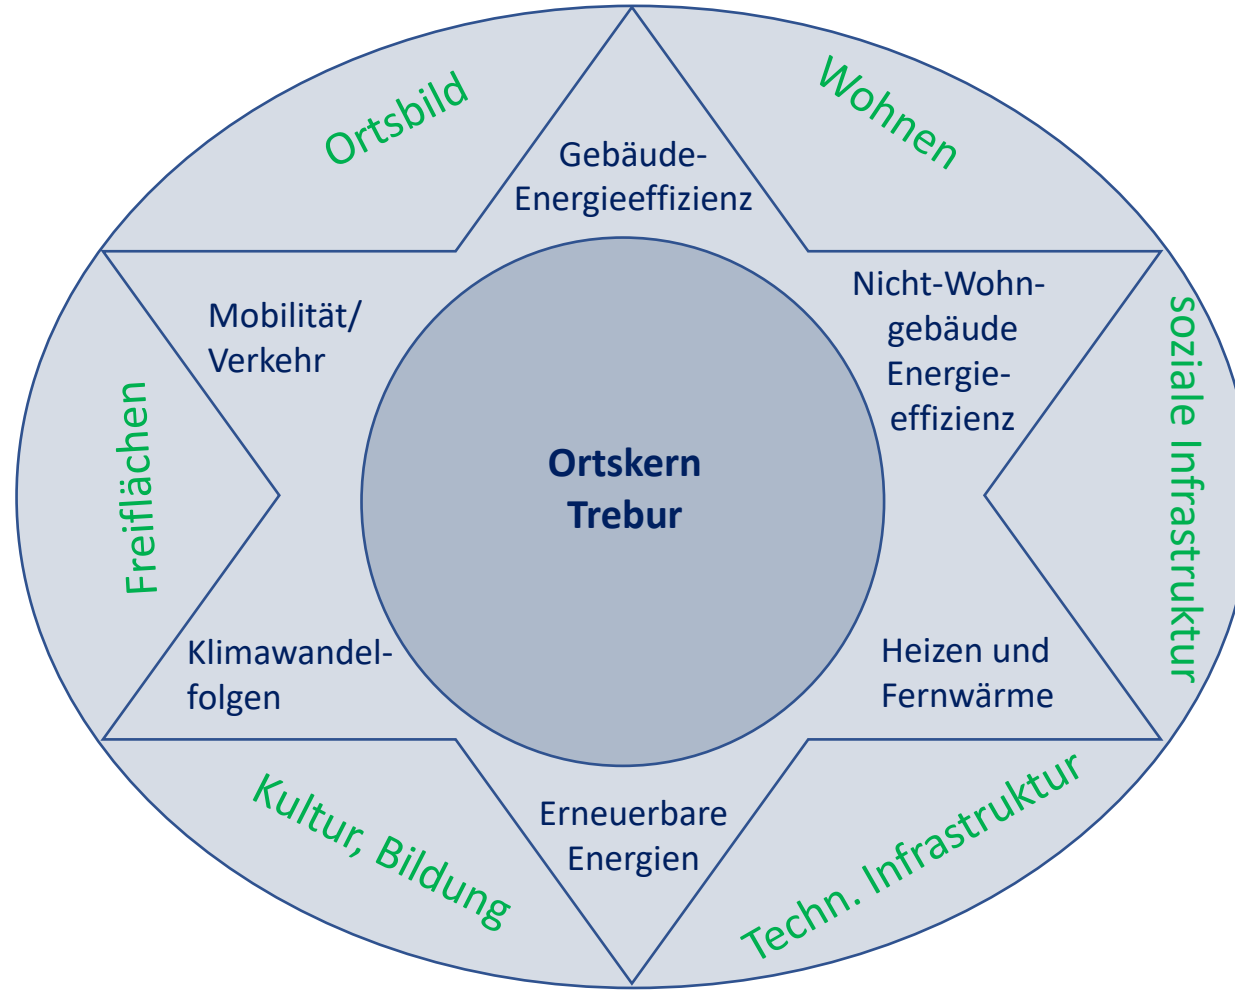 Ortsbild
Wohnen
Gebäude-
Energieeffizienz
Mobilität/
Verkehr
Nicht-Wohn-
gebäude
Energie-
effizienz
Freiflächen
soziale Infrastruktur
Ortskern
Trebur
Klimawandel-
folgen
Heizen und
Fernwärme
Erneuerbare
Energien
Kultur, Bildung
Techn. Infrastruktur